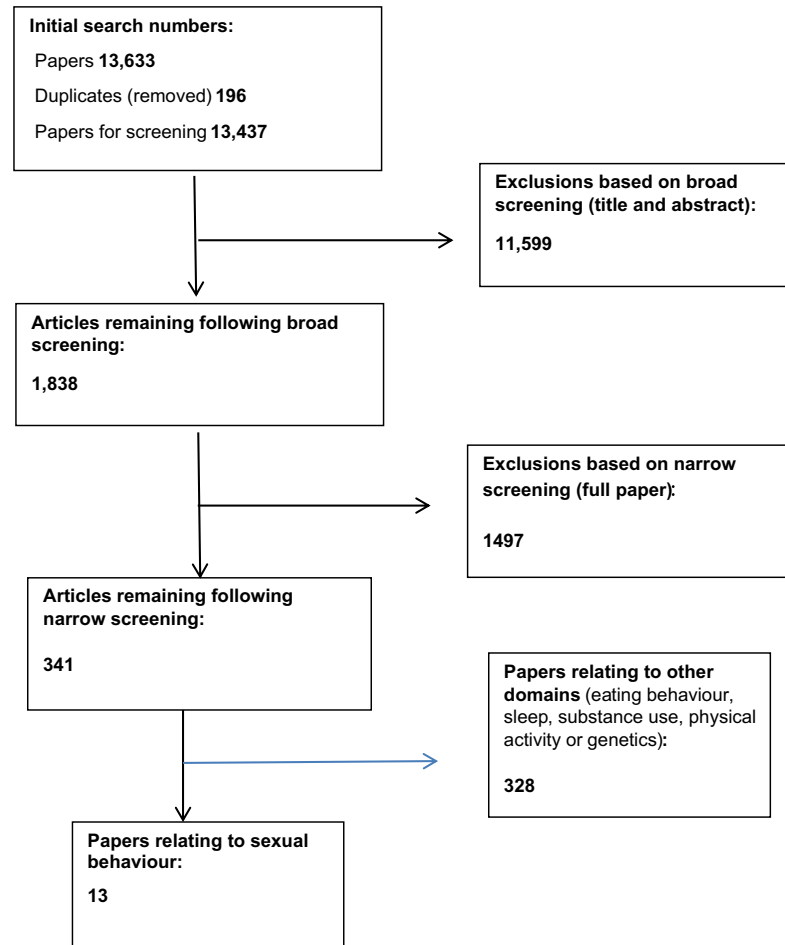 Initial search numbers:
Papers 13,633
Duplicates (removed) 196
Papers for screening 13,437
Exclusions based on broad
screening (title and abstract):
11,599
Articles remaining following broad
screening:
1,838
Exclusions based on narrow
screening (full paper):
1497
Articles remaining following
narrow screening:
341
Papers relating to other
domains (eating behaviour,
sleep, substance use, physical
activity or genetics):
328
Papers relating to sexual
behaviour:
13